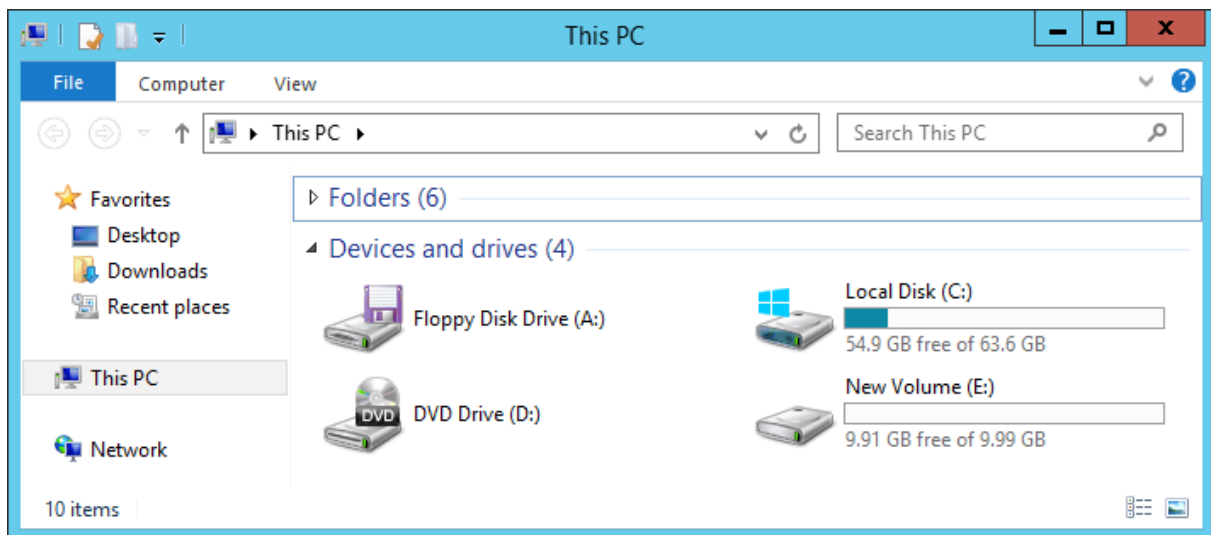 This PC
File Computer View
This PC
Search This PC
Favorites
Desktop
Downloads
Recent places
This PC
Network
Folders (6)
Devices and drives (4)
Floppy Disk Drive (A:)
Local Disk (C:)
54.9 GB free of 63.6 GB
DVD
DVD Drive (D:)
New Volume (E:)
9.91 GB free of 9.99 GB
10 items